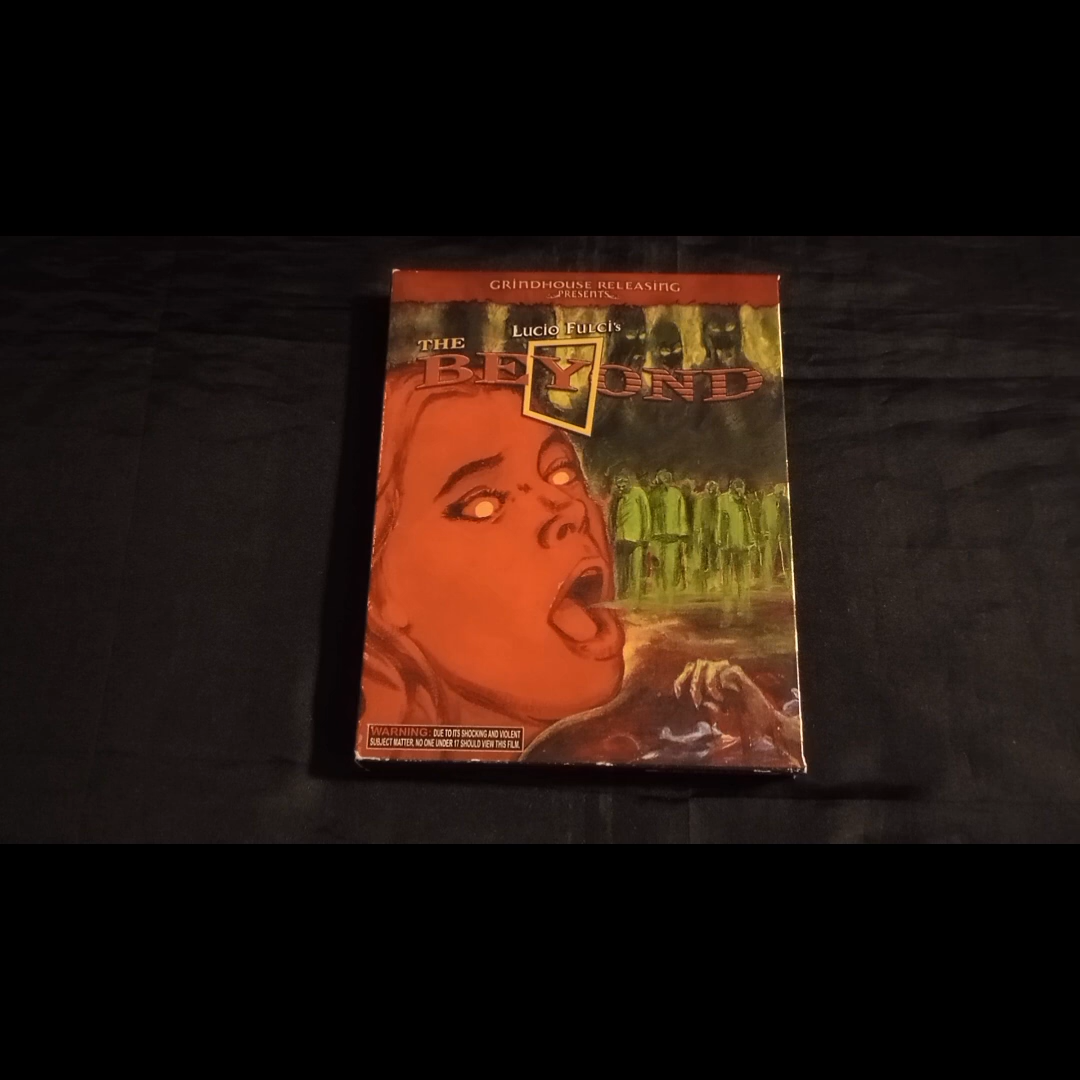 GRINDHOUSE RELEASING
PRESENTS
LUCIO FULCI'S
THE
BEYOND
WARNING: DUE TO ITS SHOCKING AND VIOLENT
SUBJECT MATTER, NO ONE UNDER 17 SHOULD VIEW THIS FILM.